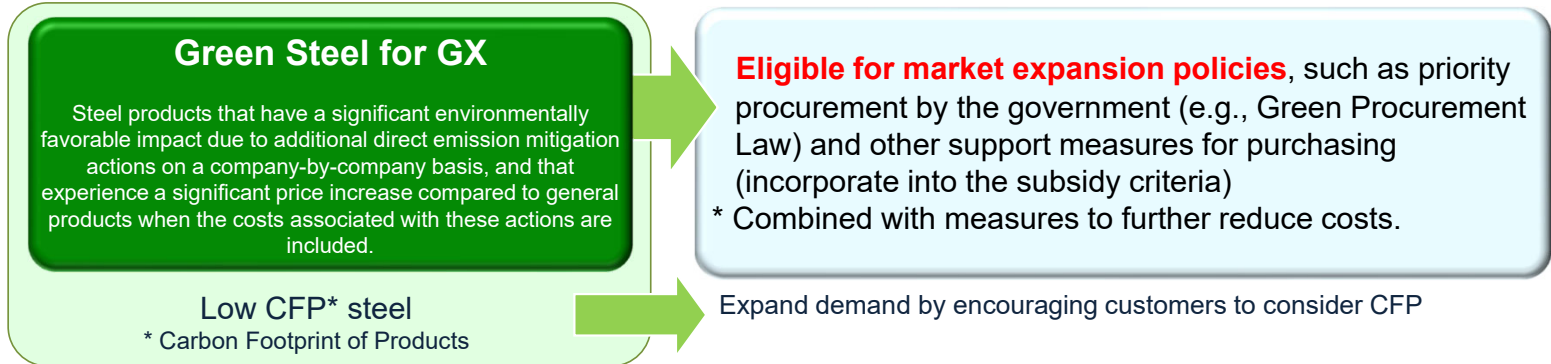 Green Steel for GX
Steel products that have a significant environmentally
favorable impact due to additional direct emission mitigation
actions on a company-by-company basis, and that
experience a significant price increase compared to general
products when the costs associated with these actions are
included.
Eligible for market expansion policies, such as priority
procurement by the government (e.g., Green Procurement
Law) and other support measures for purchasing
(incorporate into the subsidy criteria)
* Combined with measures to further reduce costs.
Low CFP* steel
* Carbon Footprint of Products
Expand demand by encouraging customers to consider CFP